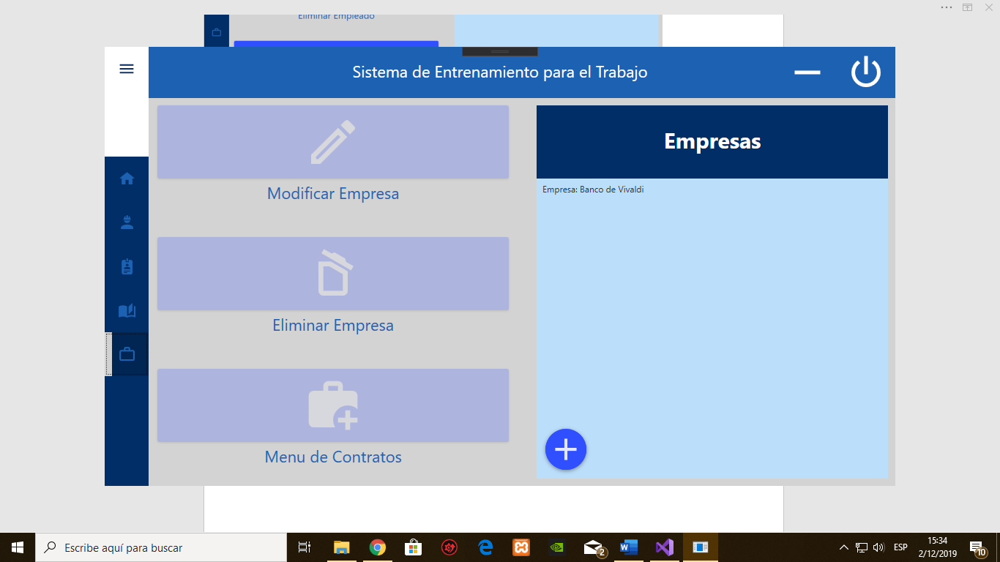 Eliminar Empleado
Sistema de Entrenamiento para el Trabajo
Modificar Empresa
Eliminar Empresa
Menu de Contratos
Empresas
Empresa: Banco de Vivaldi
Escribe aquí para buscar
2
ESP
15:34
2/12/2019
10